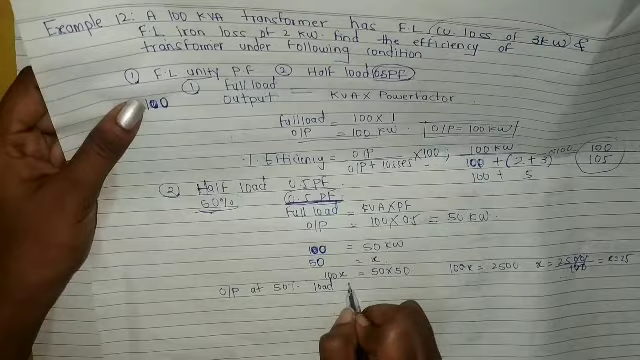 Example 12: A 100 KVA transformer has F.L. Cu. loss of 3KW &
F.L. iron loss of 2 KW. Find the efficiency of
transformer under following condition
① F.L unity PF ② Half load 0.5PF
① Full load output = KVA X Powerfactor
100
Full load O/P = 100 X 1
= 100 KW. O/P = 100 KW
∴ Efficiency = O/P / O/P + losses X 100 ; 100 KW / 100 + (2 + 3) X100 100 / 105
100 + 5
② Half load 0.5 pf
50% 0.5 PF
Full load O/P = KVA X PF
= 100 X 0.5 = 50 KW.
100 = 50 KW
50 = x
100x = 50 X 50 100x = 2500 x = 2500 / 100 = x = 25
O/P at 50% load